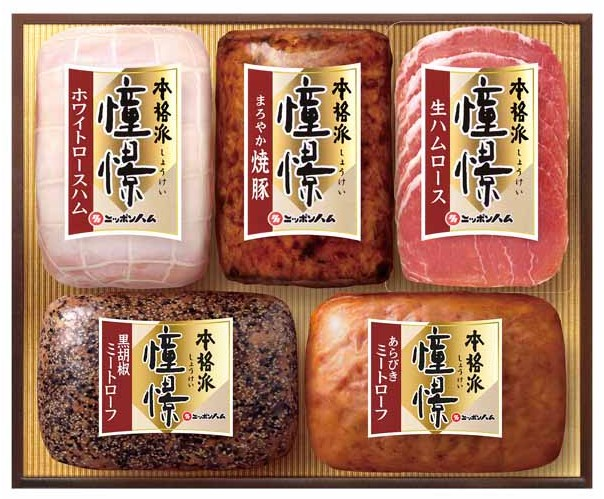 本格派
憧憬
しょうけい
ニッポンハム
ホワイトロースハム
本格派
憧憬
しょうけい
ニッポンハム
まろやか焼豚
本格派
憧憬
しょうけい
ニッポンハム
生ハムロース
本格派
憧憬
しょうけい
ニッポンハム
黒胡椒
ミートローフ
本格派
憧憬
しょうけい
ニッポンハム
あらびき
ミートローフ